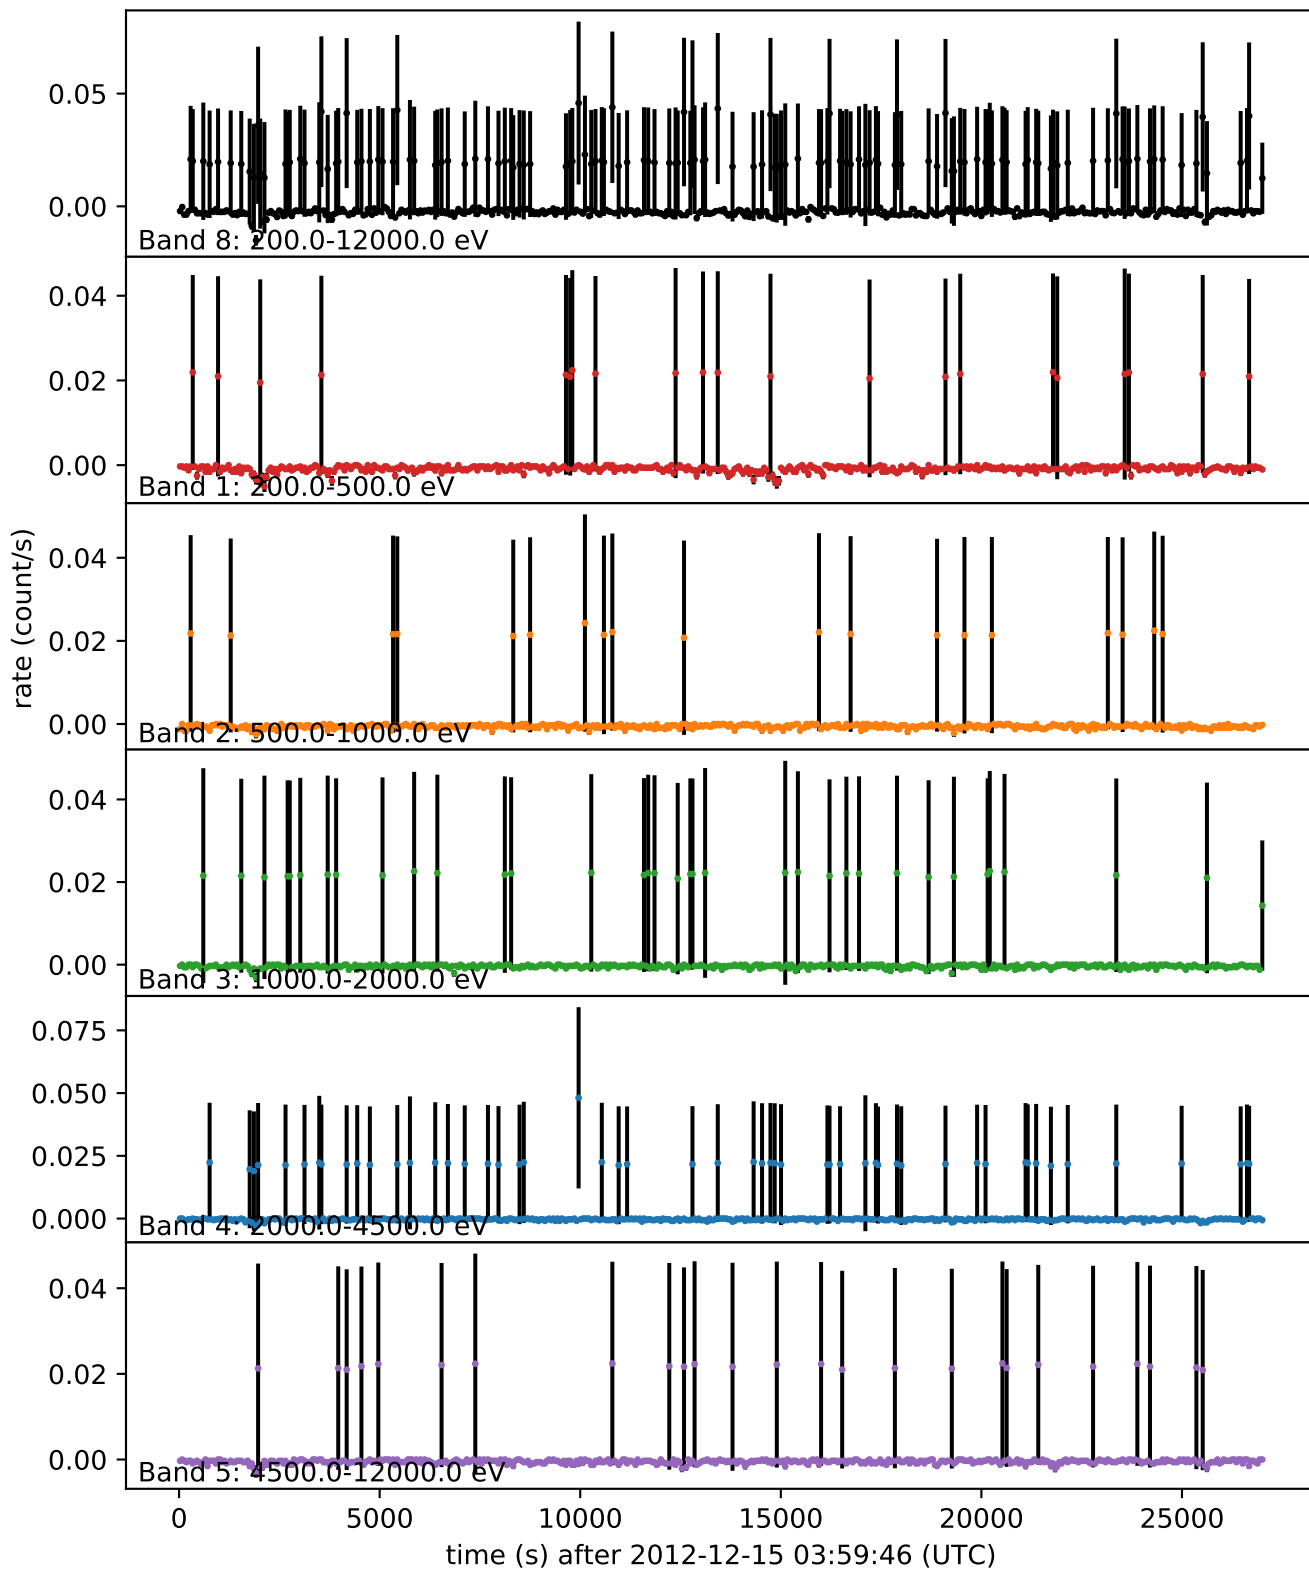 0.05
0.00
Band 8: 200.0-12000.0 eV
0.04
0.02
0.00
Band 1: 200.0-500.0 eV
0.04
0.02
0.00
Band 2: 500.0-1000.0 eV
rate (count/s)
0.04
0.02
0.00
Band 3: 1000.0-2000.0 eV
0.075
0.050
0.025
0.000
Band 4: 2000.0-4500.0 eV
0.04
0.02
0.00
Band 5: 4500.0-12000.0 eV
0 5000 10000 15000 20000 25000
time (s) after 2012-12-15 03:59:46 (UTC)